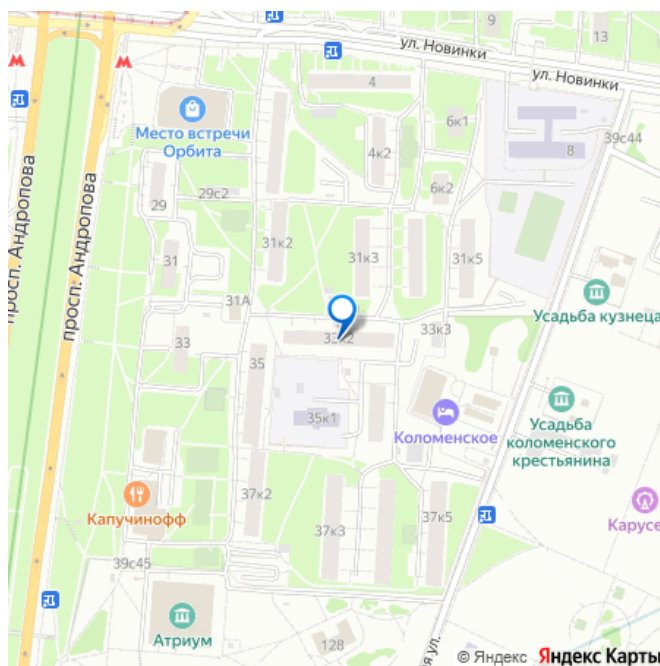 ул. Новинки
ул. Новинки
9
13
4
6к1
39с44
Место встречи
Орбита
4к2
8
29с2
6к2
29
просп. Андропова
просп. Андропова
31к2
31к3
31к5
31
31А
Усадьба кузнеца
33к2
33к3
33
35
35к1
Коломенское
Усадьба
коломенского
крестьянина
37к2
37к3
37к5
Капучинофф
Карусе
39с45
Атриум
128
я ул.
© Яндекс Яндекс Карты